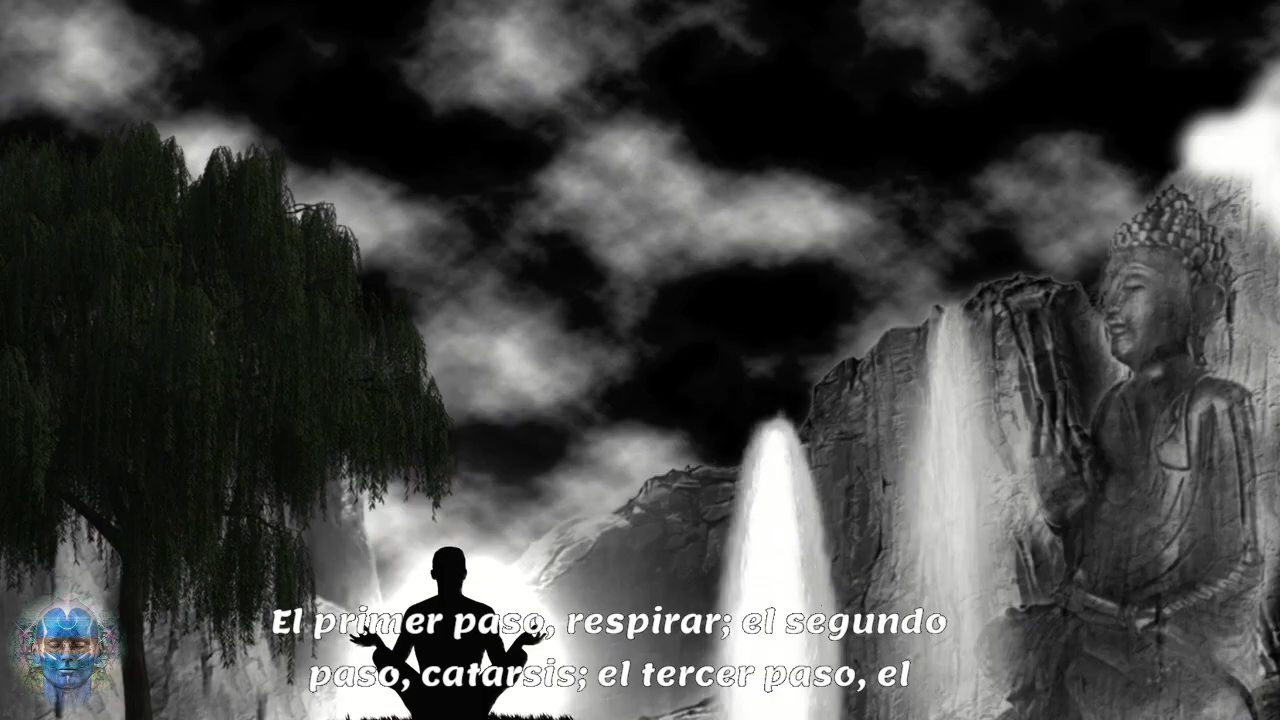 El primer paso, respirar; el segundo
paso, catarsis; el tercer paso, el